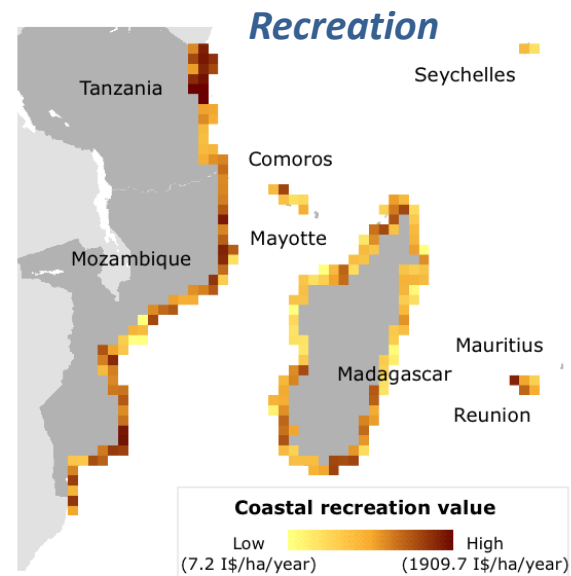 Recreation
Seychelles
Tanzania
Comoros
Mayotte
Mozambique
Mauritius
Madagascar
Reunion
Coastal recreation value
Low High
(7.2 I$/ha/year) (1909.7 I$/ha/year)